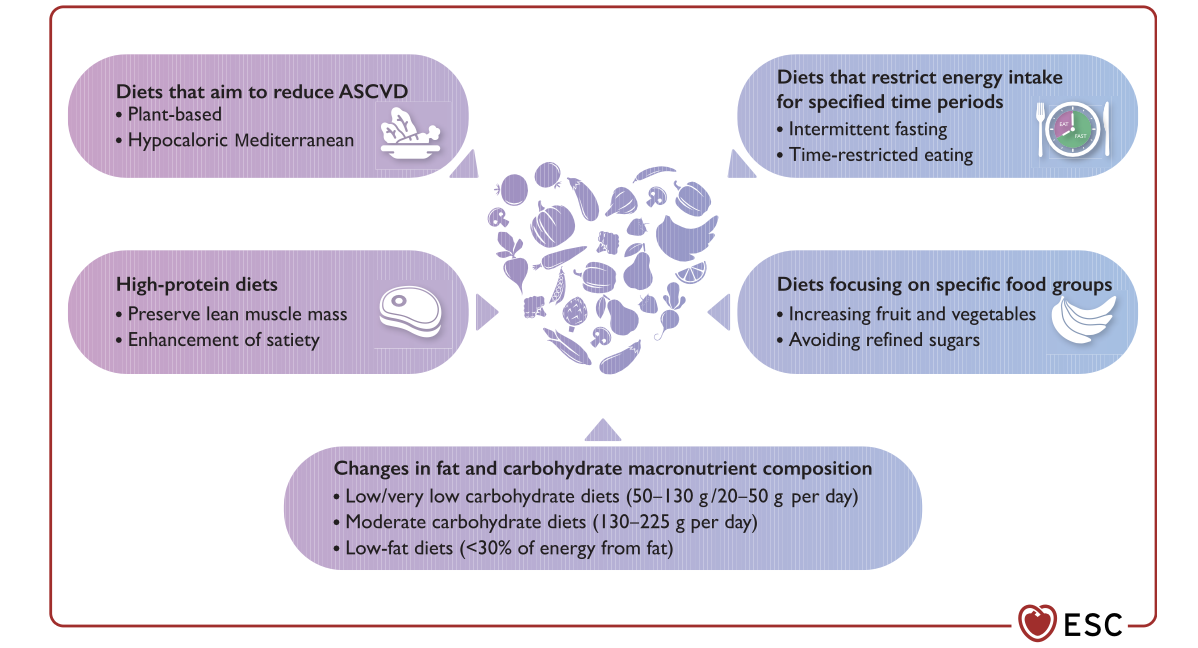 Diets that aim to reduce ASCVD
• Plant-based
• Hypocaloric Mediterranean
Diets that restrict energy intake
for specified time periods
• Intermittent fasting
• Time-restricted eating
EAT
FAST
High-protein diets
• Preserve lean muscle mass
• Enhancement of satiety
Diets focusing on specific food groups
• Increasing fruit and vegetables
• Avoiding refined sugars
Changes in fat and carbohydrate macronutrient composition
• Low/very low carbohydrate diets (50–130 g/20–50 g per day)
• Moderate carbohydrate diets (130–225 g per day)
• Low-fat diets (<30% of energy from fat)
ESC